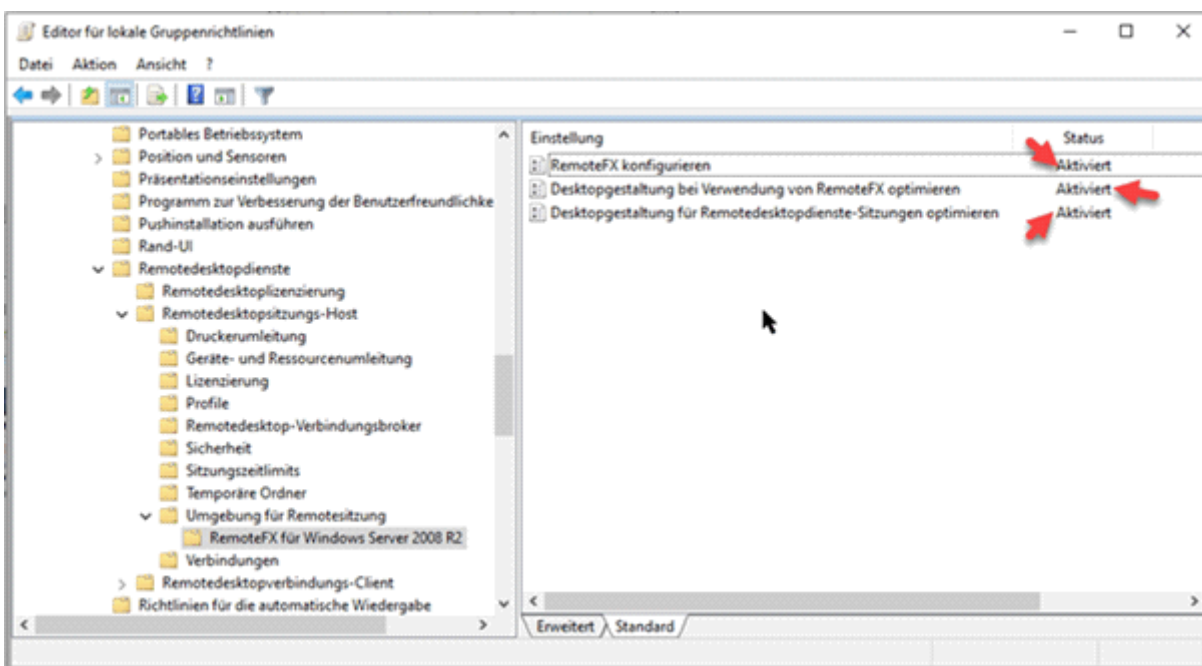 Editor für lokale Gruppenrichtlinien
Datei Aktion Ansicht ?
Portables Betriebssystem
Position und Sensoren
Präsentationseinstellungen
Programm zur Verbesserung der Benutzerfreundlichke
Pushinstallation ausführen
Rand-UI
Remotedesktopdienste
Remotedesktoplizenzierung
Remotedesktopsitzungs-Host
Druckerumleitung
Geräte- und Ressourcenumleitung
Lizenzierung
Profile
Remotedesktop-Verbindungsbroker
Sicherheit
Sitzungszeitlimits
Temporäre Ordner
Umgebung für Remotesitzung
RemoteFX für Windows Server 2008 R2
Verbindungen
Remotedesktopverbindungs-Client
Richtlinien für die automatische Wiedergabe
Einstellung Status
RemoteFX konfigurieren Aktiviert
Desktopgestaltung bei Verwendung von RemoteFX optimieren Aktiviert
Desktopgestaltung für Remotedesktopdienste-Sitzungen optimieren Aktiviert
Erweitert Standard